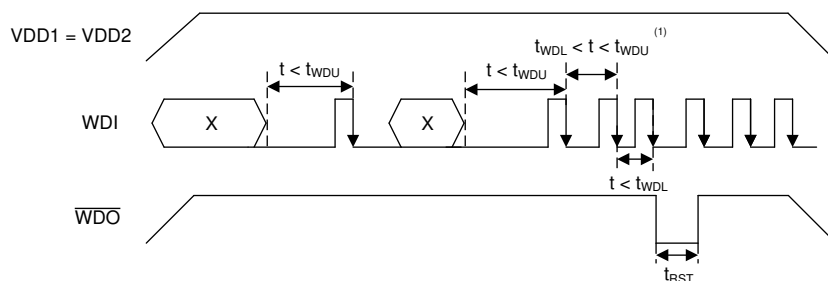 VDD1 = VDD2
tWDL < t < tWDU (1)
t < tWDU
t < tWDU
WDI
X
X
t < tWDL
WDO
tRST